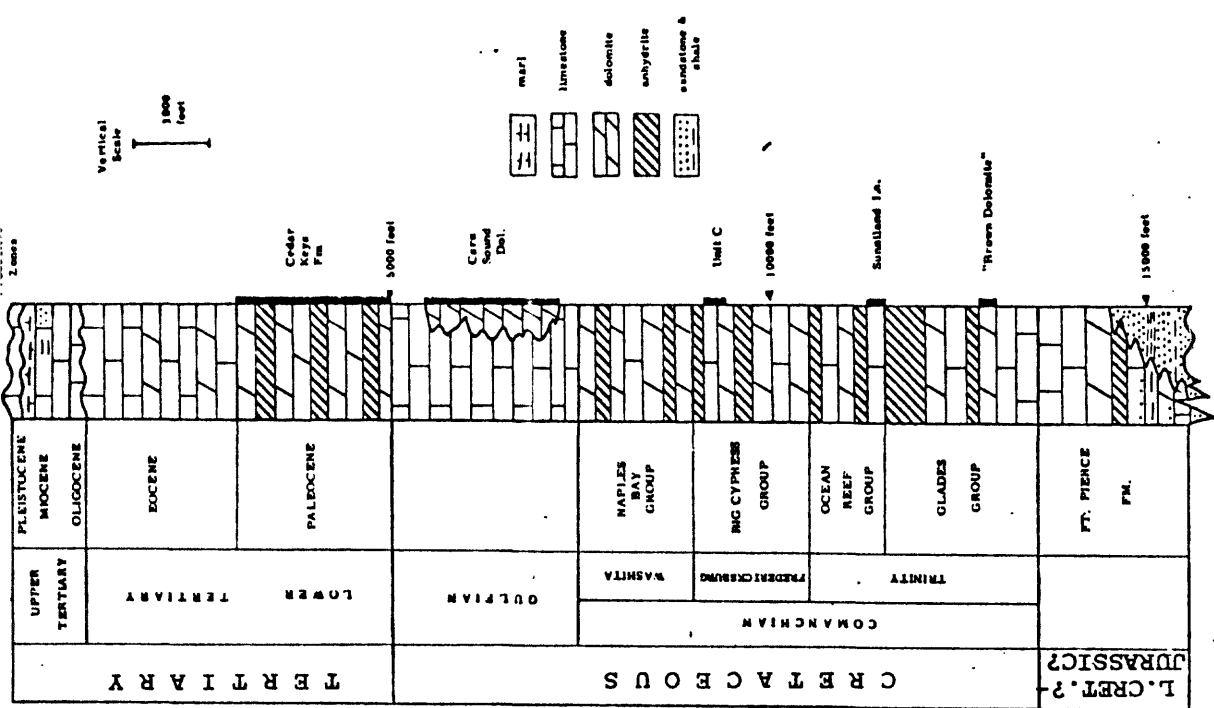 Zones
Vertical
Scale
1000
feet
marl
limestone
dolomite
anhydrite
sandstone &
shale
Cedar
Keys
Fm
5000 feet
Card
Sound
Dol.
Unit C
10000 feet
Sunniland Ls.
"Brown Dolomite"
15000 feet
PLEISTOCENE
MIOCENE
OLIGOCENE
EOCENE
PALEOCENE
NAPLES
BAY
GROUP
BIG CYPRESS
GROUP
OCEAN
REEF
GROUP
GLADES
GROUP
FT. PIERCE
FM.
UPPER
TERTIARY
LOWER TERTIARY
GULFIAN
WASHITA
FREDERICKSBURG
TRINITY
COMANCHIAN
TERTIARY
CRETACEOUS
L.CRET.?-
JURASSIC?